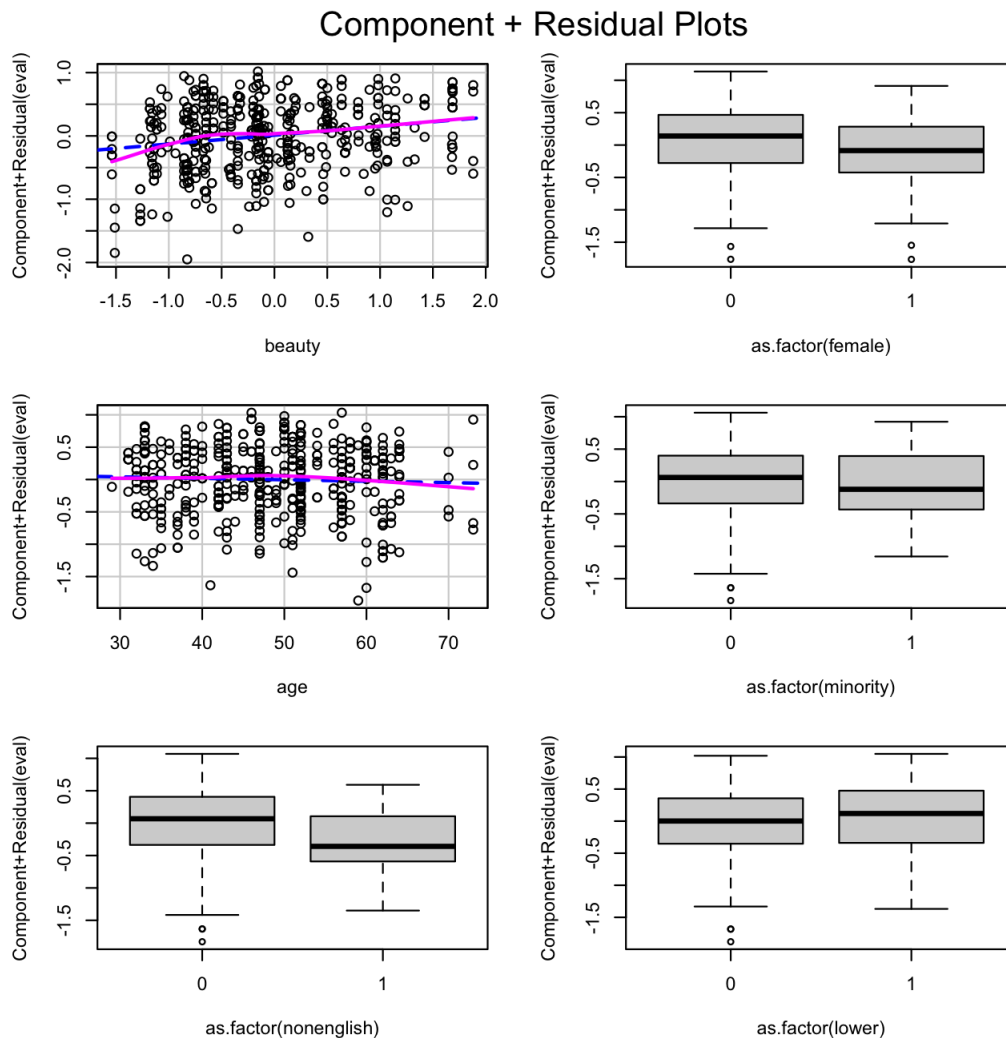 Component + Residual Plots
Component+Residual(eval)
1.0
0.0
-1.0
-2.0
-1.5 -1.0 -0.5 0.0 0.5 1.0 1.5 2.0
beauty
Component+Residual(eval)
0.5
-0.5
-1.5
0 1
as.factor(female)
Component+Residual(eval)
0.5
-0.5
-1.5
30 40 50 60 70
age
Component+Residual(eval)
0.5
-0.5
-1.5
0 1
as.factor(minority)
Component+Residual(eval)
0.5
-0.5
-1.5
0 1
as.factor(nonenglish)
Component+Residual(eval)
0.5
-0.5
-1.5
0 1
as.factor(lower)